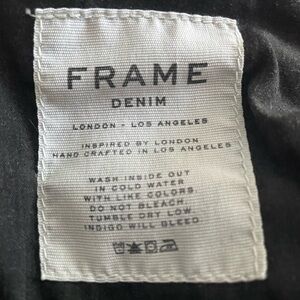 FRAME
DENIM
LONDON - LOS ANGELES
INSPIRED BY LONDON
HAND CRAFTED IN LOS ANGELES
WASH INSIDE OUT
IN COLD WATER
WITH LIKE COLORS.
DO NOT BLEACH.
TUMBLE DRY LOW.
INDIGO WILL BLEED